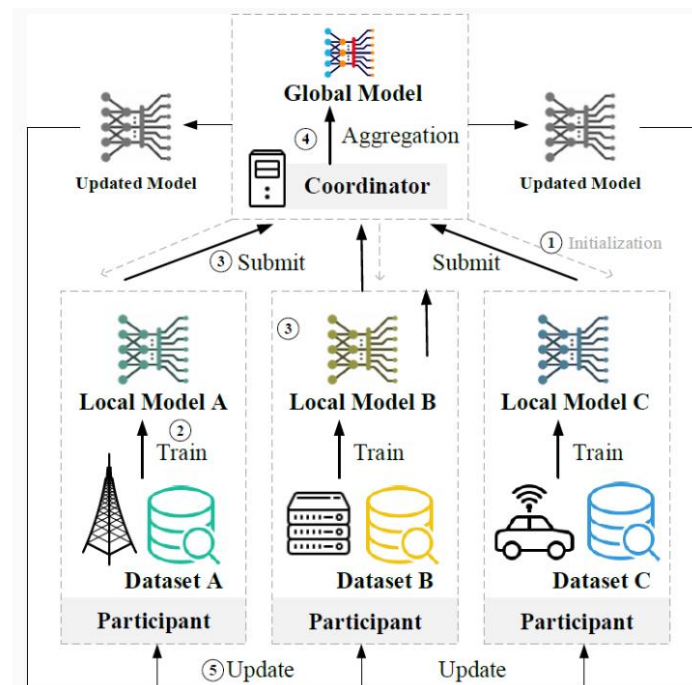 Global Model
④ Aggregation
Updated Model
Updated Model
Coordinator
① Initialization
③ Submit
Submit
③
Local Model A
Local Model B
Local Model C
②
Train
Train
Train
Dataset A
Dataset B
Dataset C
Participant
Participant
Participant
⑤ Update
Update